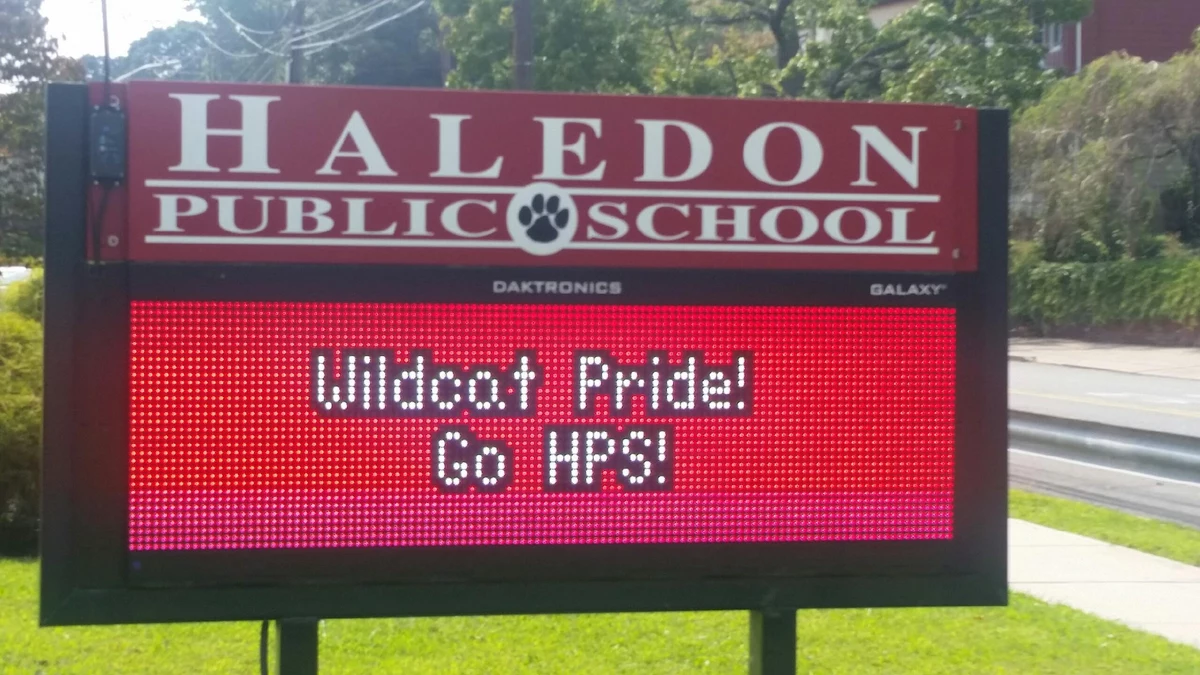 HALEDON
PUBLIC SCHOOL
DAKTRONICS GALAXY®
Wildcat Pride!
Go HPS!